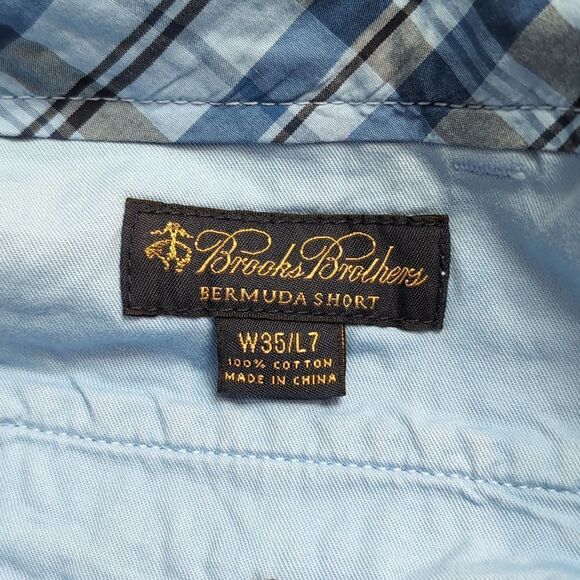 Brooks Brothers
BERMUDA SHORT
W35/L7
100% COTTON
MADE IN CHINA